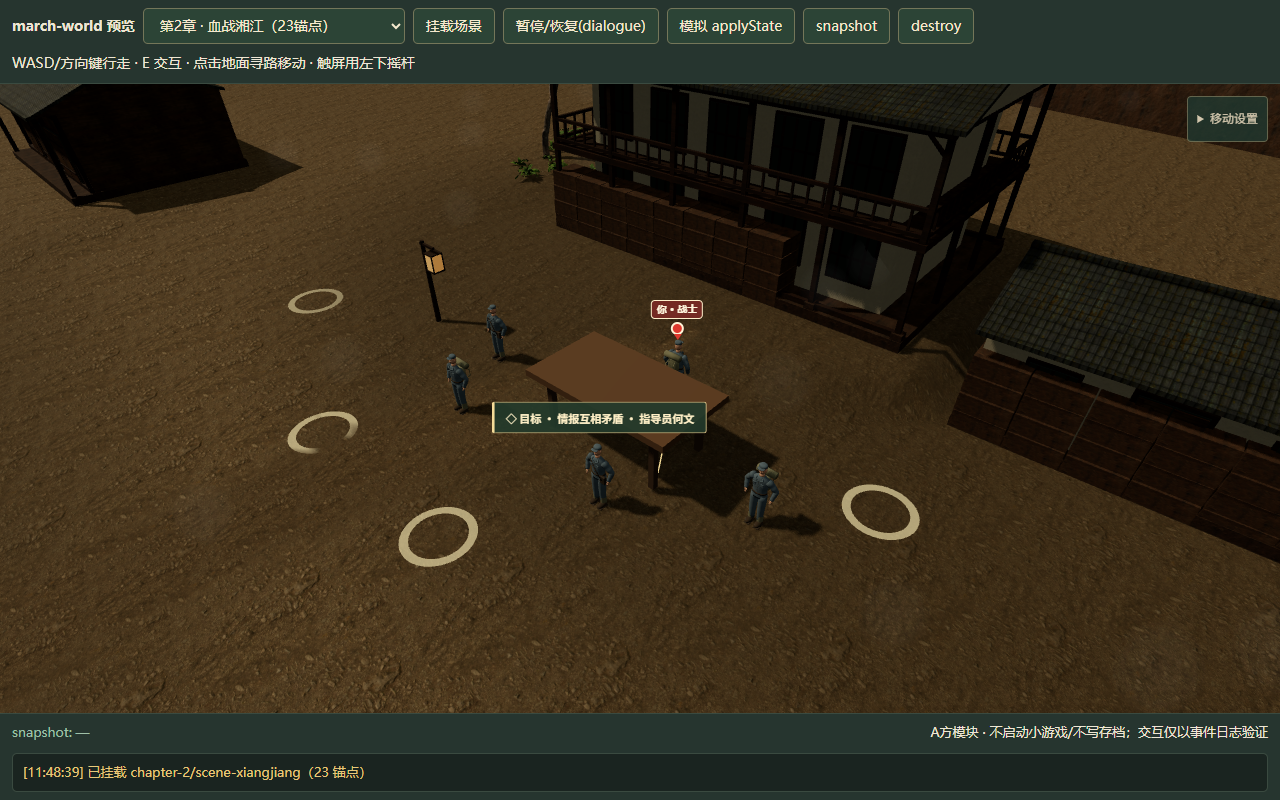 march-world 预览
第2章 · 血战湘江（23锚点）
挂载场景
暂停/恢复(dialogue)
模拟 applyState
snapshot
destroy
WASD/方向键行走 · E 交互 · 点击地面寻路移动 · 触屏用左下摇杆
▶ 移动设置
你 · 战士
◇ 目标 · 情报互相矛盾 · 指导员何文
snapshot: —
A方模块 · 不启动小游戏/不写存档；交互仅以事件日志验证
[11:48:39] 已挂载 chapter-2/scene-xiangjiang（23 锚点）